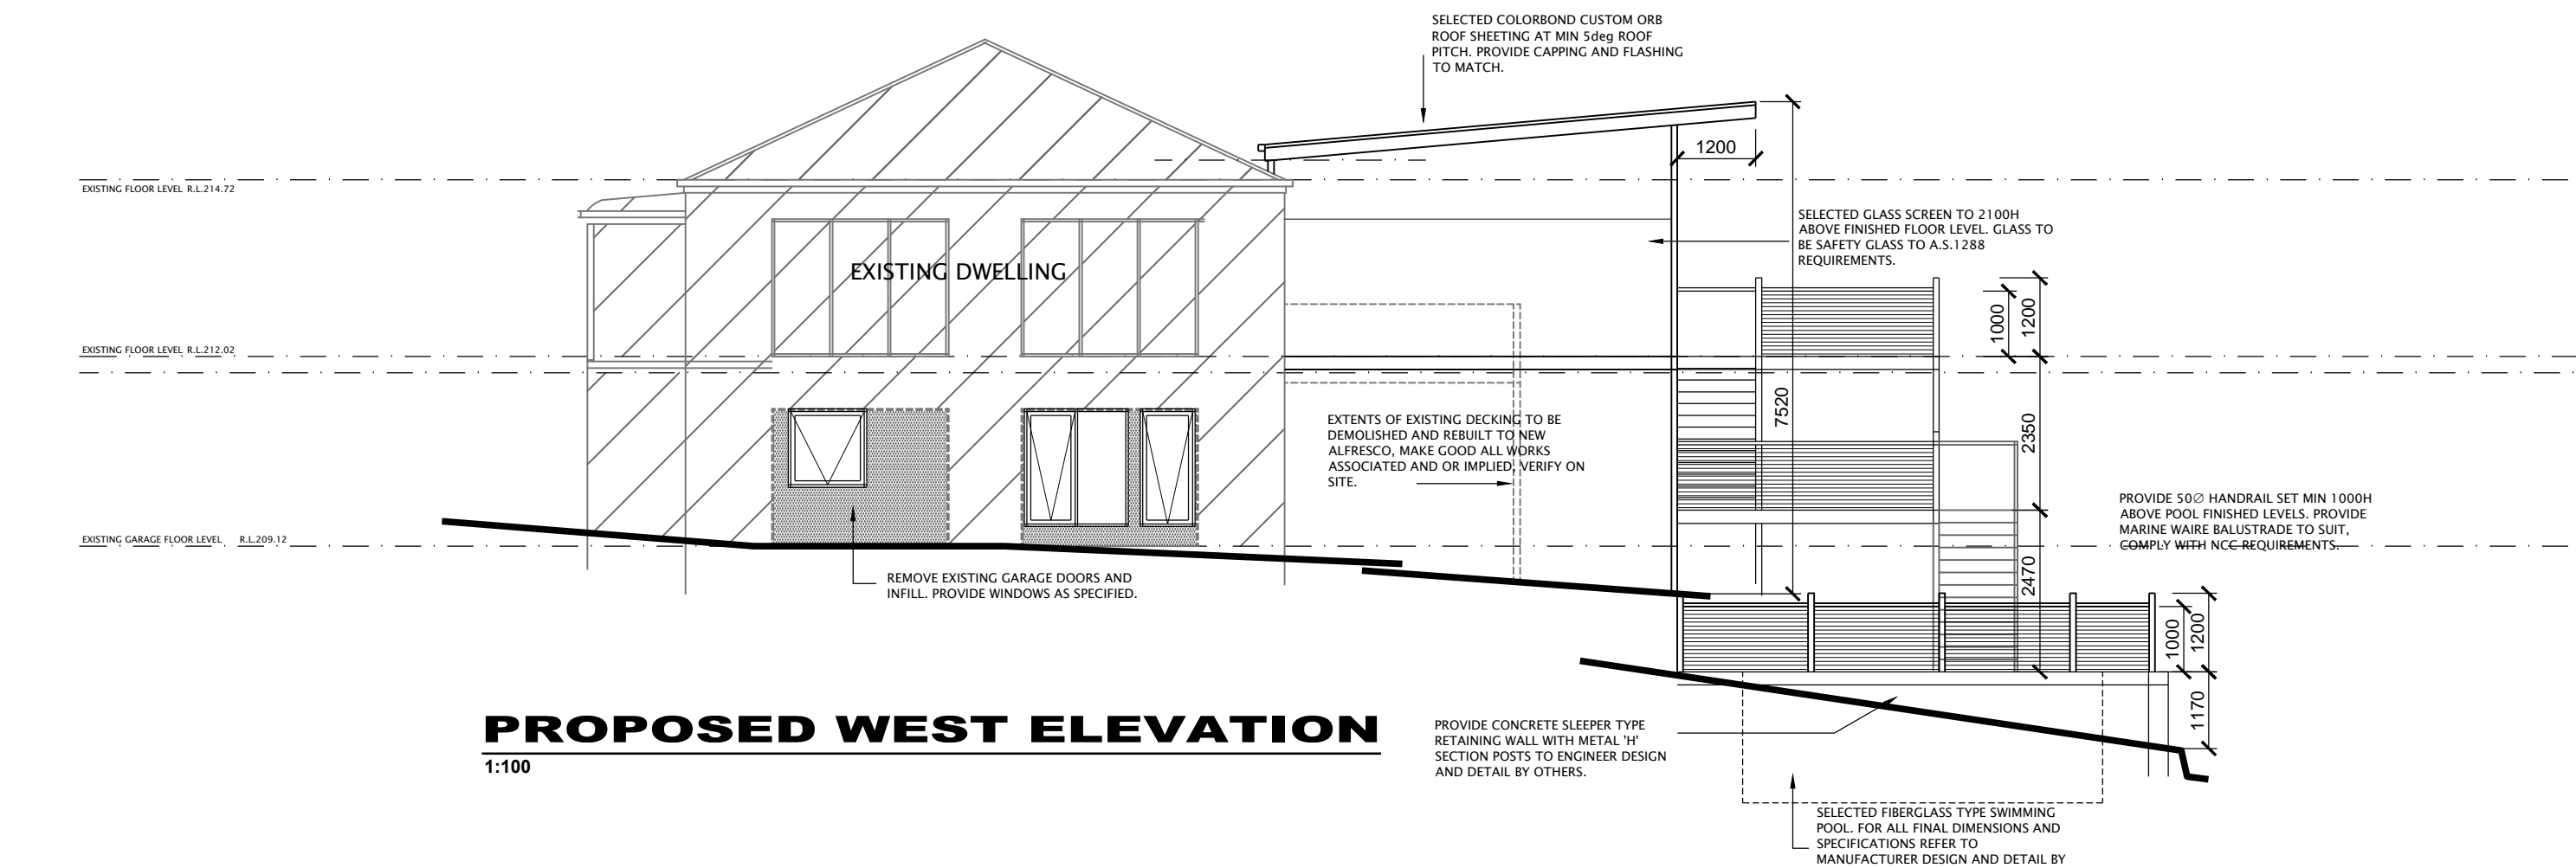 SELECTED COLORBOND CUSTOM ORB
ROOF SHEETING AT MIN 5deg ROOF
PITCH. PROVIDE CAPPING AND FLASHING
TO MATCH.
1200
EXISTING FLOOR LEVEL R.L.214.72
SELECTED GLASS SCREEN TO 2100H
ABOVE FINISHED FLOOR LEVEL. GLASS TO
BE SAFETY GLASS TO A.S.1288
REQUIREMENTS.
EXISTING DWELLING
1000
1200
EXISTING FLOOR LEVEL R.L.212.02
7520
2350
EXTENTS OF EXISTING DECKING TO BE
DEMOLISHED AND REBUILT TO NEW
ALFRESCO, MAKE GOOD ALL WORKS
ASSOCIATED AND OR IMPLIED, VERIFY ON
SITE.
PROVIDE 50∅ HANDRAIL SET MIN 1000H
ABOVE POOL FINISHED LEVELS. PROVIDE
MARINE WAIRE BALUSTRADE TO SUIT,
COMPLY WITH NCC REQUIREMENTS.
EXISTING GARAGE FLOOR LEVEL R.L.209.12
2470
REMOVE EXISTING GARAGE DOORS AND
INFILL. PROVIDE WINDOWS AS SPECIFIED.
1000
1200
1170
PROPOSED WEST ELEVATION
1:100
PROVIDE CONCRETE SLEEPER TYPE
RETAINING WALL WITH METAL 'H'
SECTION POSTS TO ENGINEER DESIGN
AND DETAIL BY OTHERS.
SELECTED FIBERGLASS TYPE SWIMMING
POOL. FOR ALL FINAL DIMENSIONS AND
SPECIFICATIONS REFER TO
MANUFACTURER DESIGN AND DETAIL BY